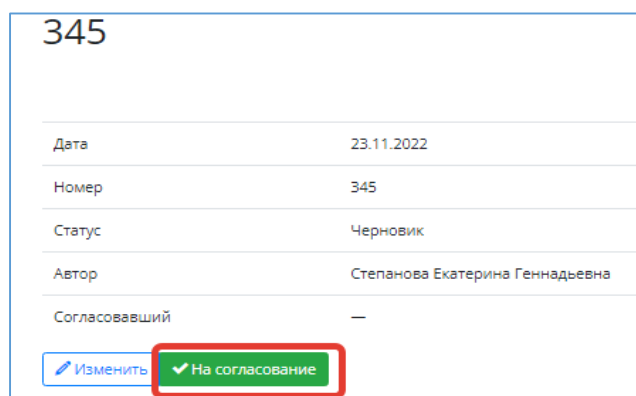 345
Дата 23.11.2022
Номер 345
Статус Черновик
Автор Степанова Екатерина Геннадьевна
Согласовавший —
Изменить На согласование